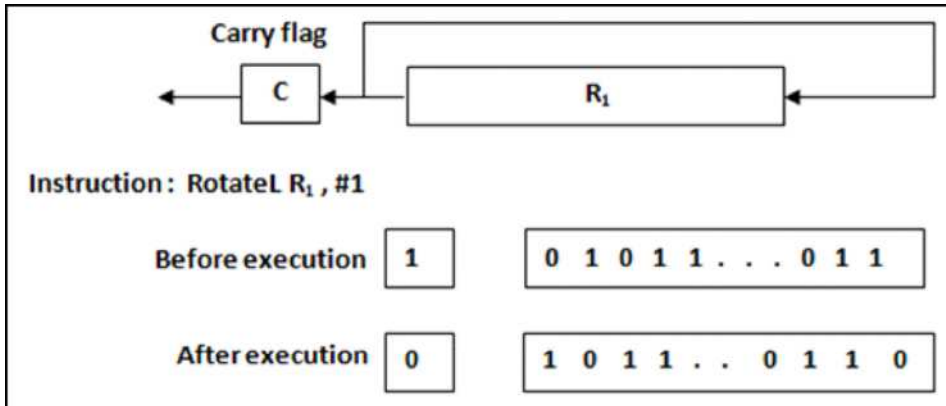 Carry flag
C R₁
Instruction : RotateL R₁ , #1
Before execution 1 0 1 0 1 1 . . . 0 1 1
After execution 0 1 0 1 1 . . 0 1 1 0